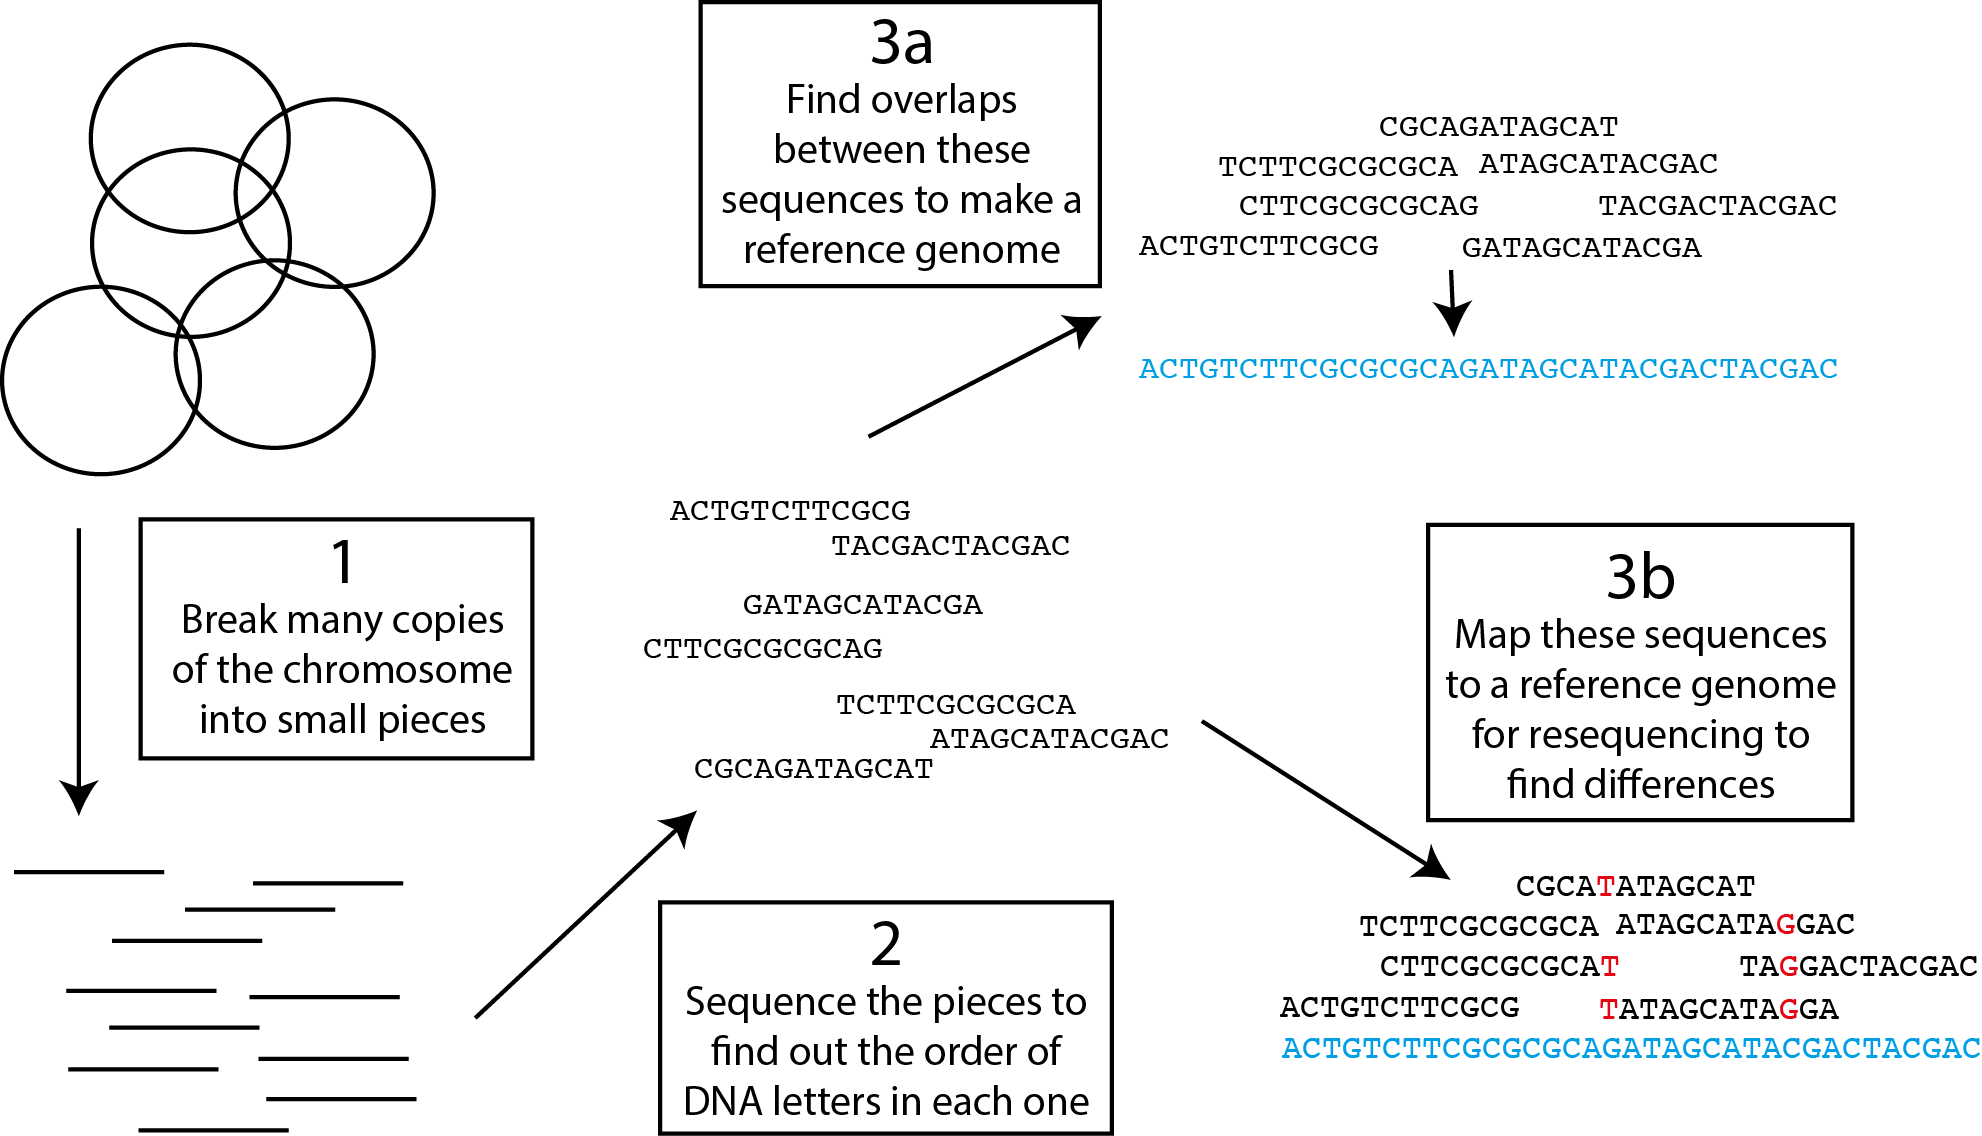 1
Break many copies
of the chromosome
into small pieces
2
Sequence the pieces to
find out the order of
DNA letters in each one
ACTGTCTTCGCG
TACGACTACGAC
GATAGCATACGA
CTTCGCGCGCAG
TCTTCGCGCGCA
ATAGCATACGAC
CGCAGATAGCAT
3a
Find overlaps
between these
sequences to make a
reference genome
CGCAGATAGCAT
TCTTCGCGCGCA ATAGCATACGAC
CTTCGCGCGCAG TACGACTACGAC
ACTGTCTTCGCG GATAGCATACGA
ACTGTCTTCGCGCGCAGATAGCATACGACTACGAC
3b
Map these sequences
to a reference genome
for resequencing to
find differences
CGCATATAGCAT
TCTTCGCGCGCA ATAGCATAGGAC
CTTCGCGCGCAT TAGGACTACGAC
ACTGTCTTCGCG TATAGCATAGGA
ACTGTCTTCGCGCGCAGATAGCATACGACTACGAC